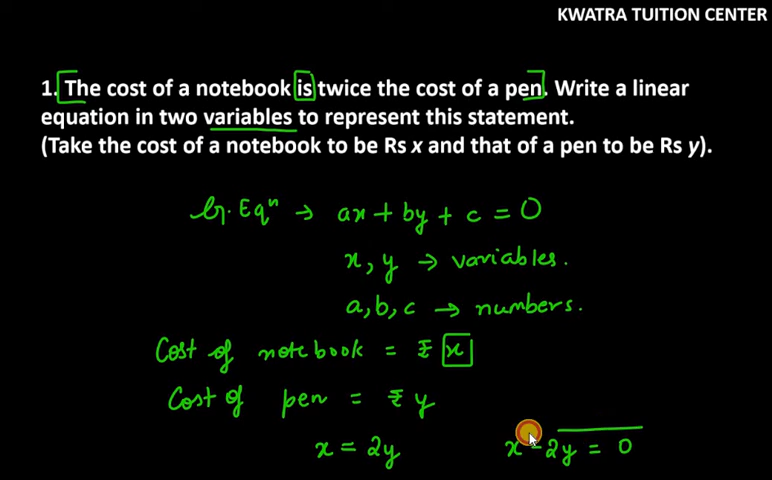 KWATRA TUITION CENTER
1. The cost of a notebook is twice the cost of a pen. Write a linear
equation in two variables to represent this statement.
(Take the cost of a notebook to be Rs x and that of a pen to be Rs y).
Eqⁿ → ax + by + c = 0
x, y → variables.
a, b, c → numbers.
Cost of notebook = ₹ x
Cost of pen = ₹ y
x = 2y x - 2y = 0